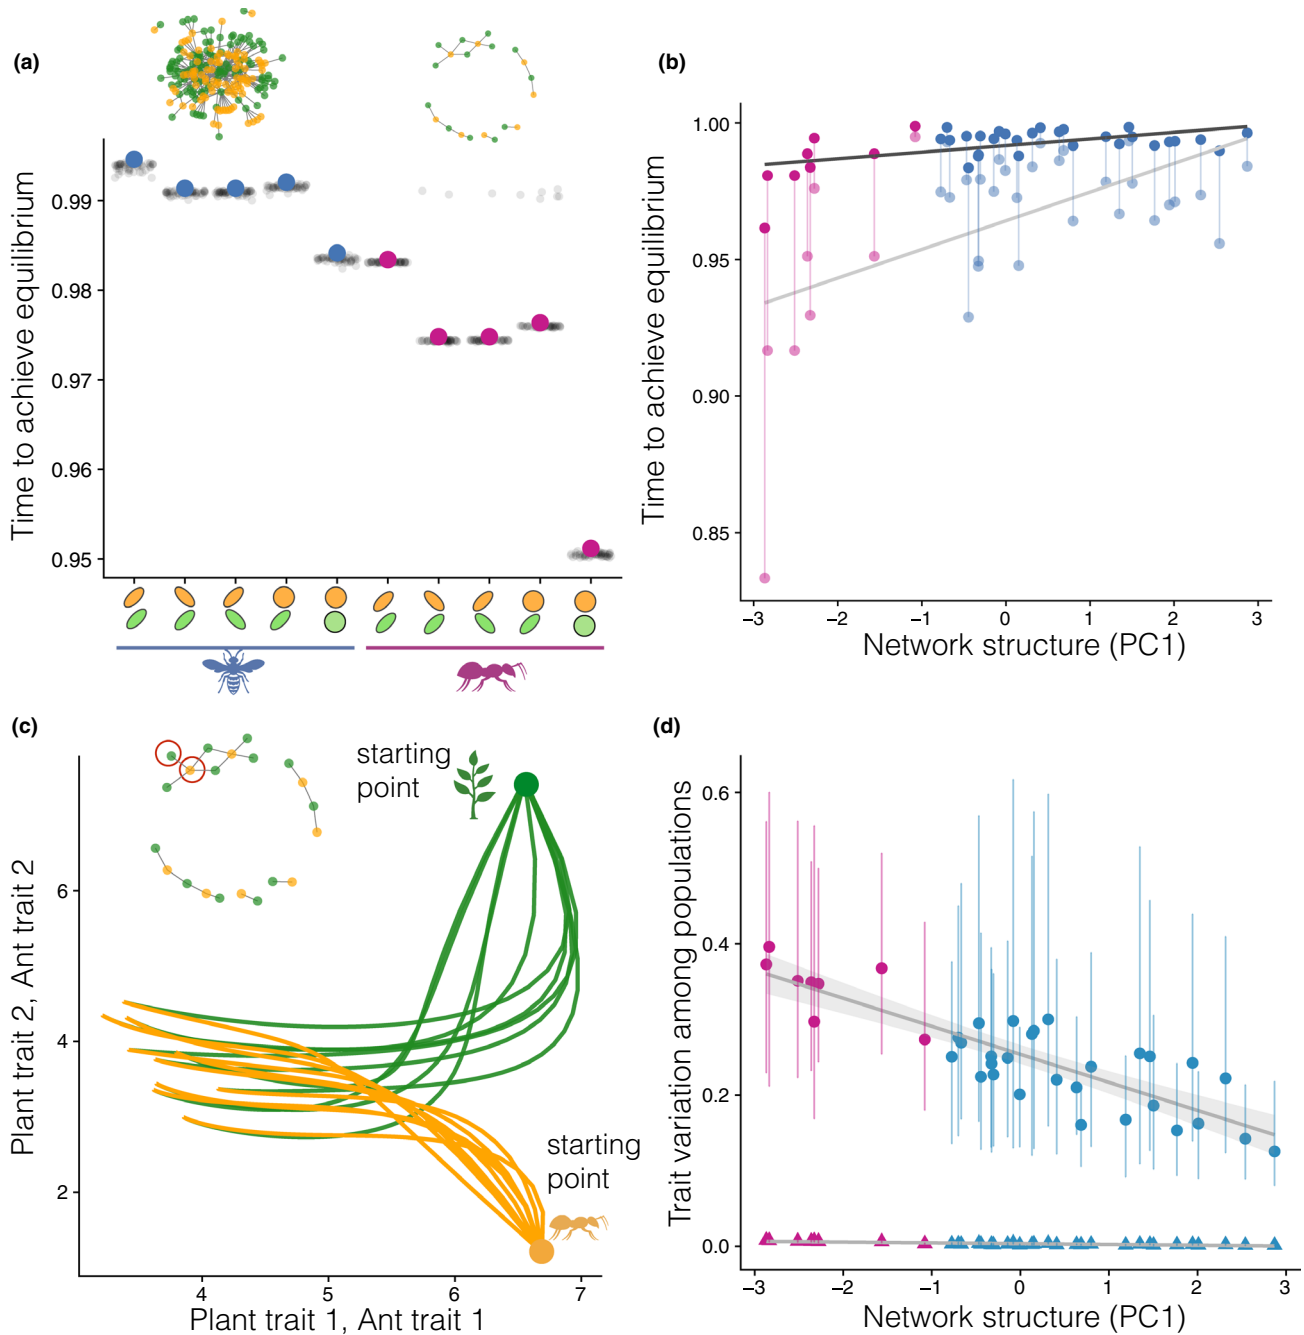 (a)
Time to achieve equilibrium
0.99
0.98
0.97
0.96
0.95
(b)
Time to achieve equilibrium
1.00
0.95
0.90
0.85
−3
−2
−1
0
1
2
3
Network structure (PC1)
(c)
starting
point
Plant trait 2, Ant trait 2
6
4
2
starting
point
4
5
6
7
Plant trait 1, Ant trait 1
(d)
Trait variation among populations
0.6
0.4
0.2
0.0
−3
−2
−1
0
1
2
3
Network structure (PC1)